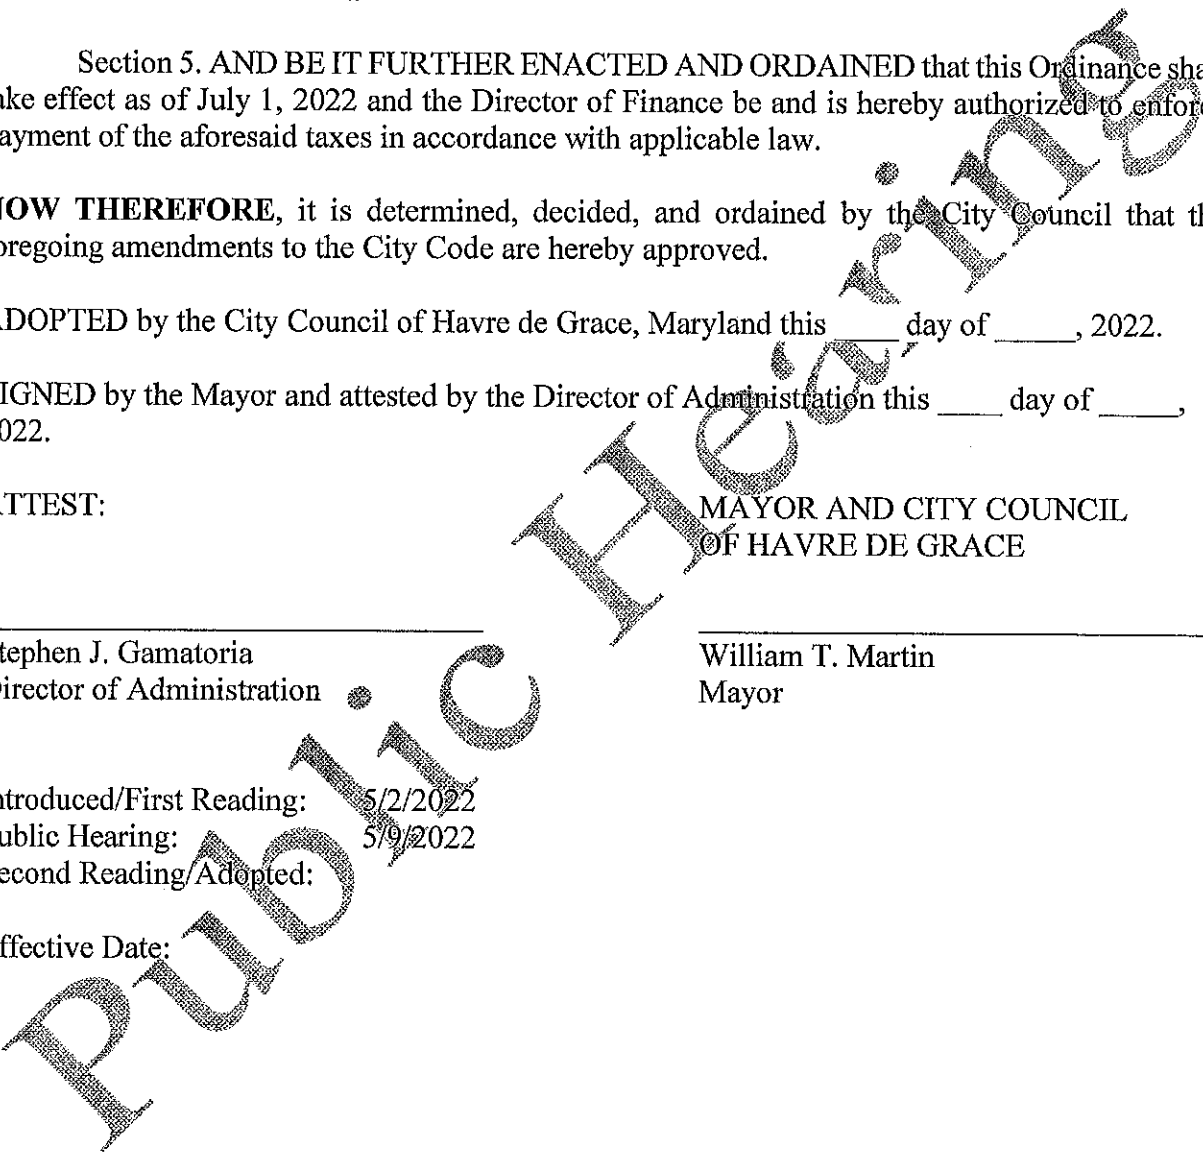 Section 5. AND BE IT FURTHER ENACTED AND ORDAINED that this Ordinance sha
ake effect as of July 1, 2022 and the Director of Finance be and is hereby authorized to enforc
ayment of the aforesaid taxes in accordance with applicable law.
NOW THEREFORE, it is determined, decided, and ordained by the City Council that th
oregoing amendments to the City Code are hereby approved.
ADOPTED by the City Council of Havre de Grace, Maryland this ____ day of _____, 2022.
IGNED by the Mayor and attested by the Director of Administration this ____ day of _____,
022.
ATTEST:
MAYOR AND CITY COUNCIL
OF HAVRE DE GRACE
tephen J. Gamatoria
Director of Administration
William T. Martin
Mayor
ntroduced/First Reading: 5/2/2022
ublic Hearing: 5/9/2022
econd Reading/Adopted:
ffective Date:
Public Hearing